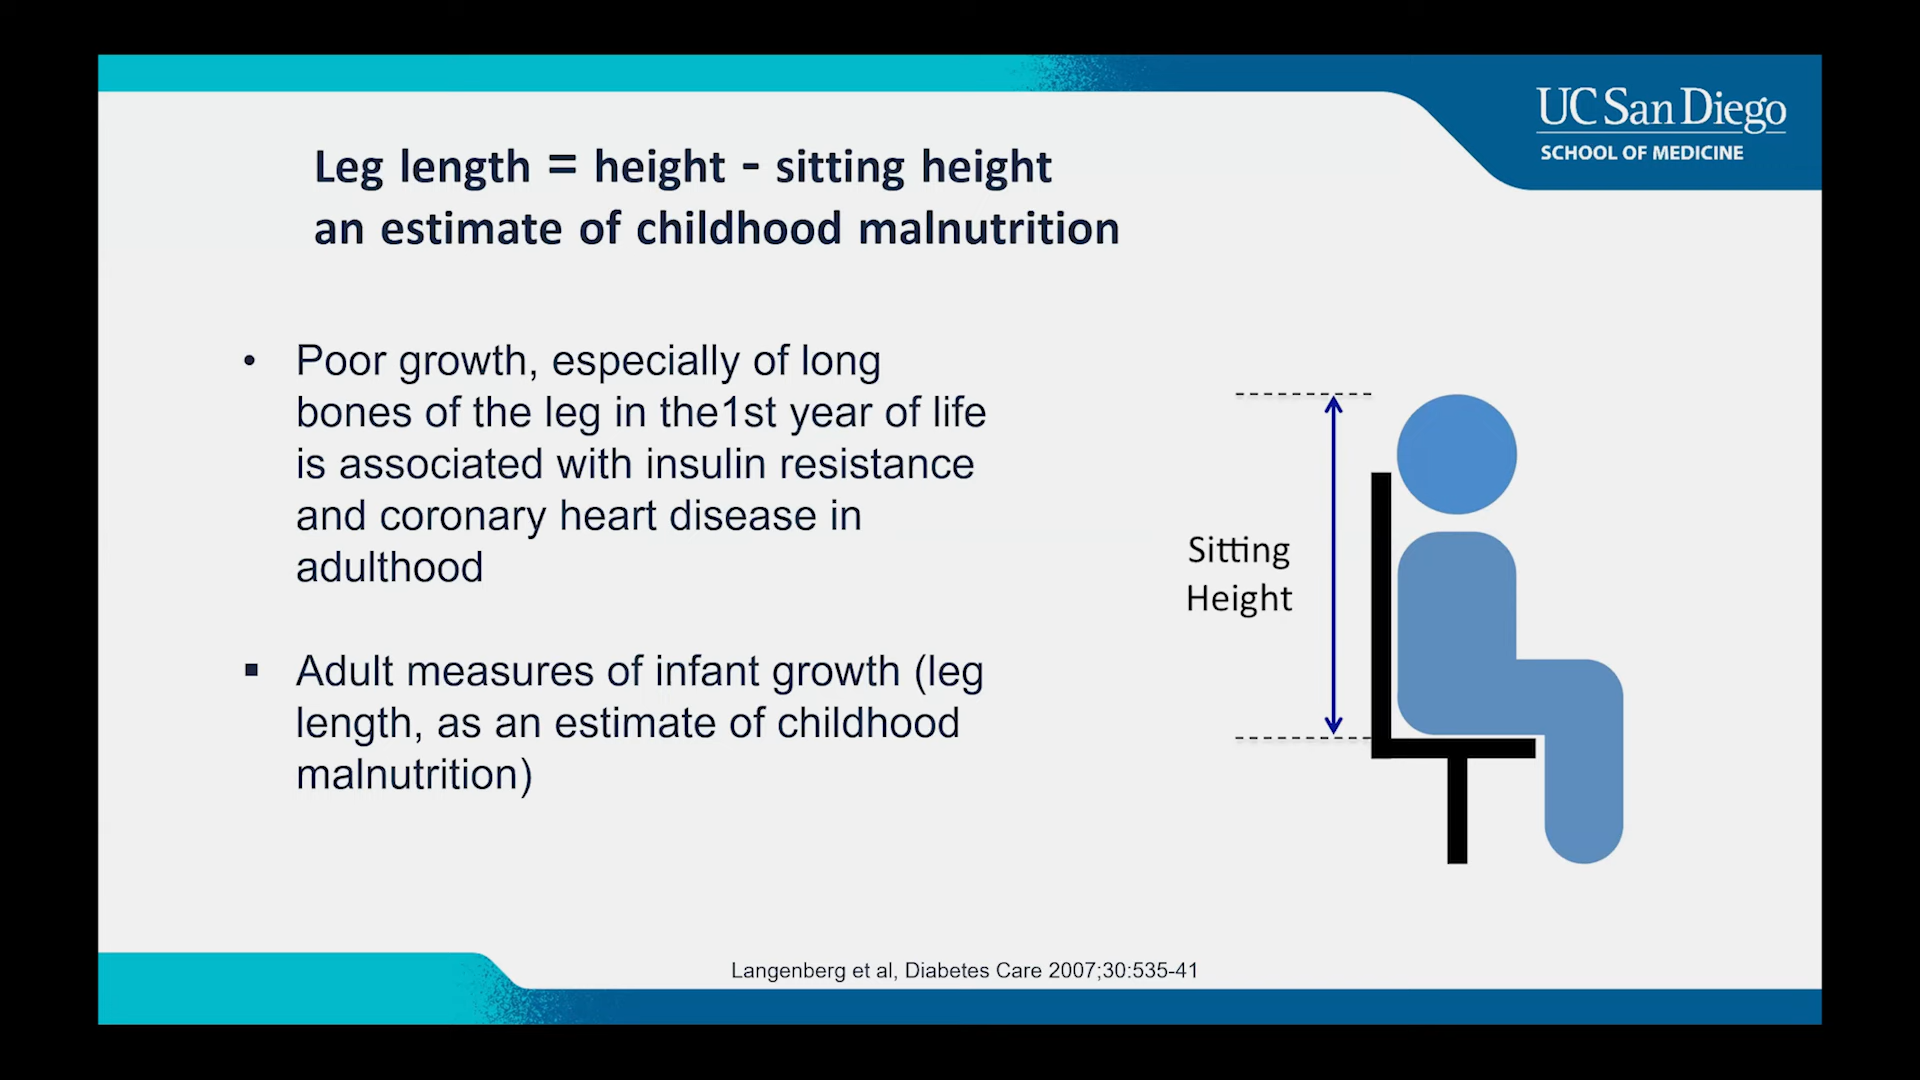 UC San Diego
SCHOOL OF MEDICINE
Leg length = height - sitting height
an estimate of childhood malnutrition
• Poor growth, especially of long
bones of the leg in the1st year of life
is associated with insulin resistance
and coronary heart disease in
adulthood
▪ Adult measures of infant growth (leg
length, as an estimate of childhood
malnutrition)
Sitting
Height
Langenberg et al, Diabetes Care 2007;30:535-41